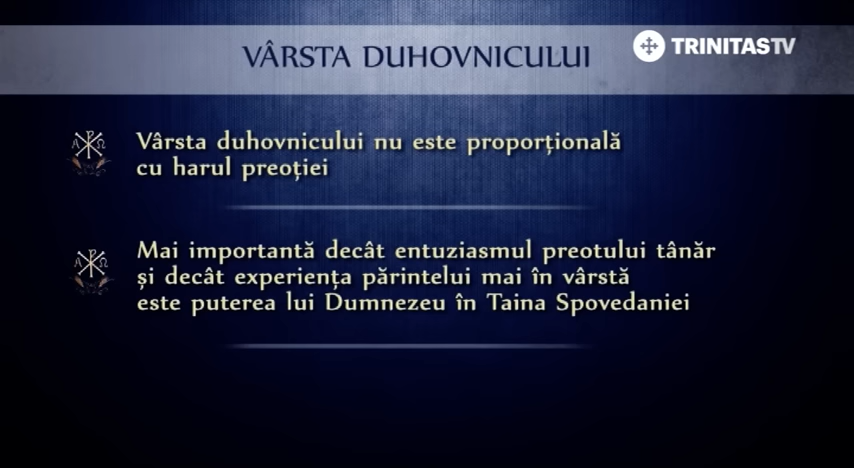 VÂRSTA DUHOVNICULUI
TRINITASTV
Vârsta duhovnicului nu este proporțională
cu harul preoției
Mai importantă decât entuziasmul preotului tânăr
și decât experiența părintelui mai în vârstă
este puterea lui Dumnezeu în Taina Spovedaniei